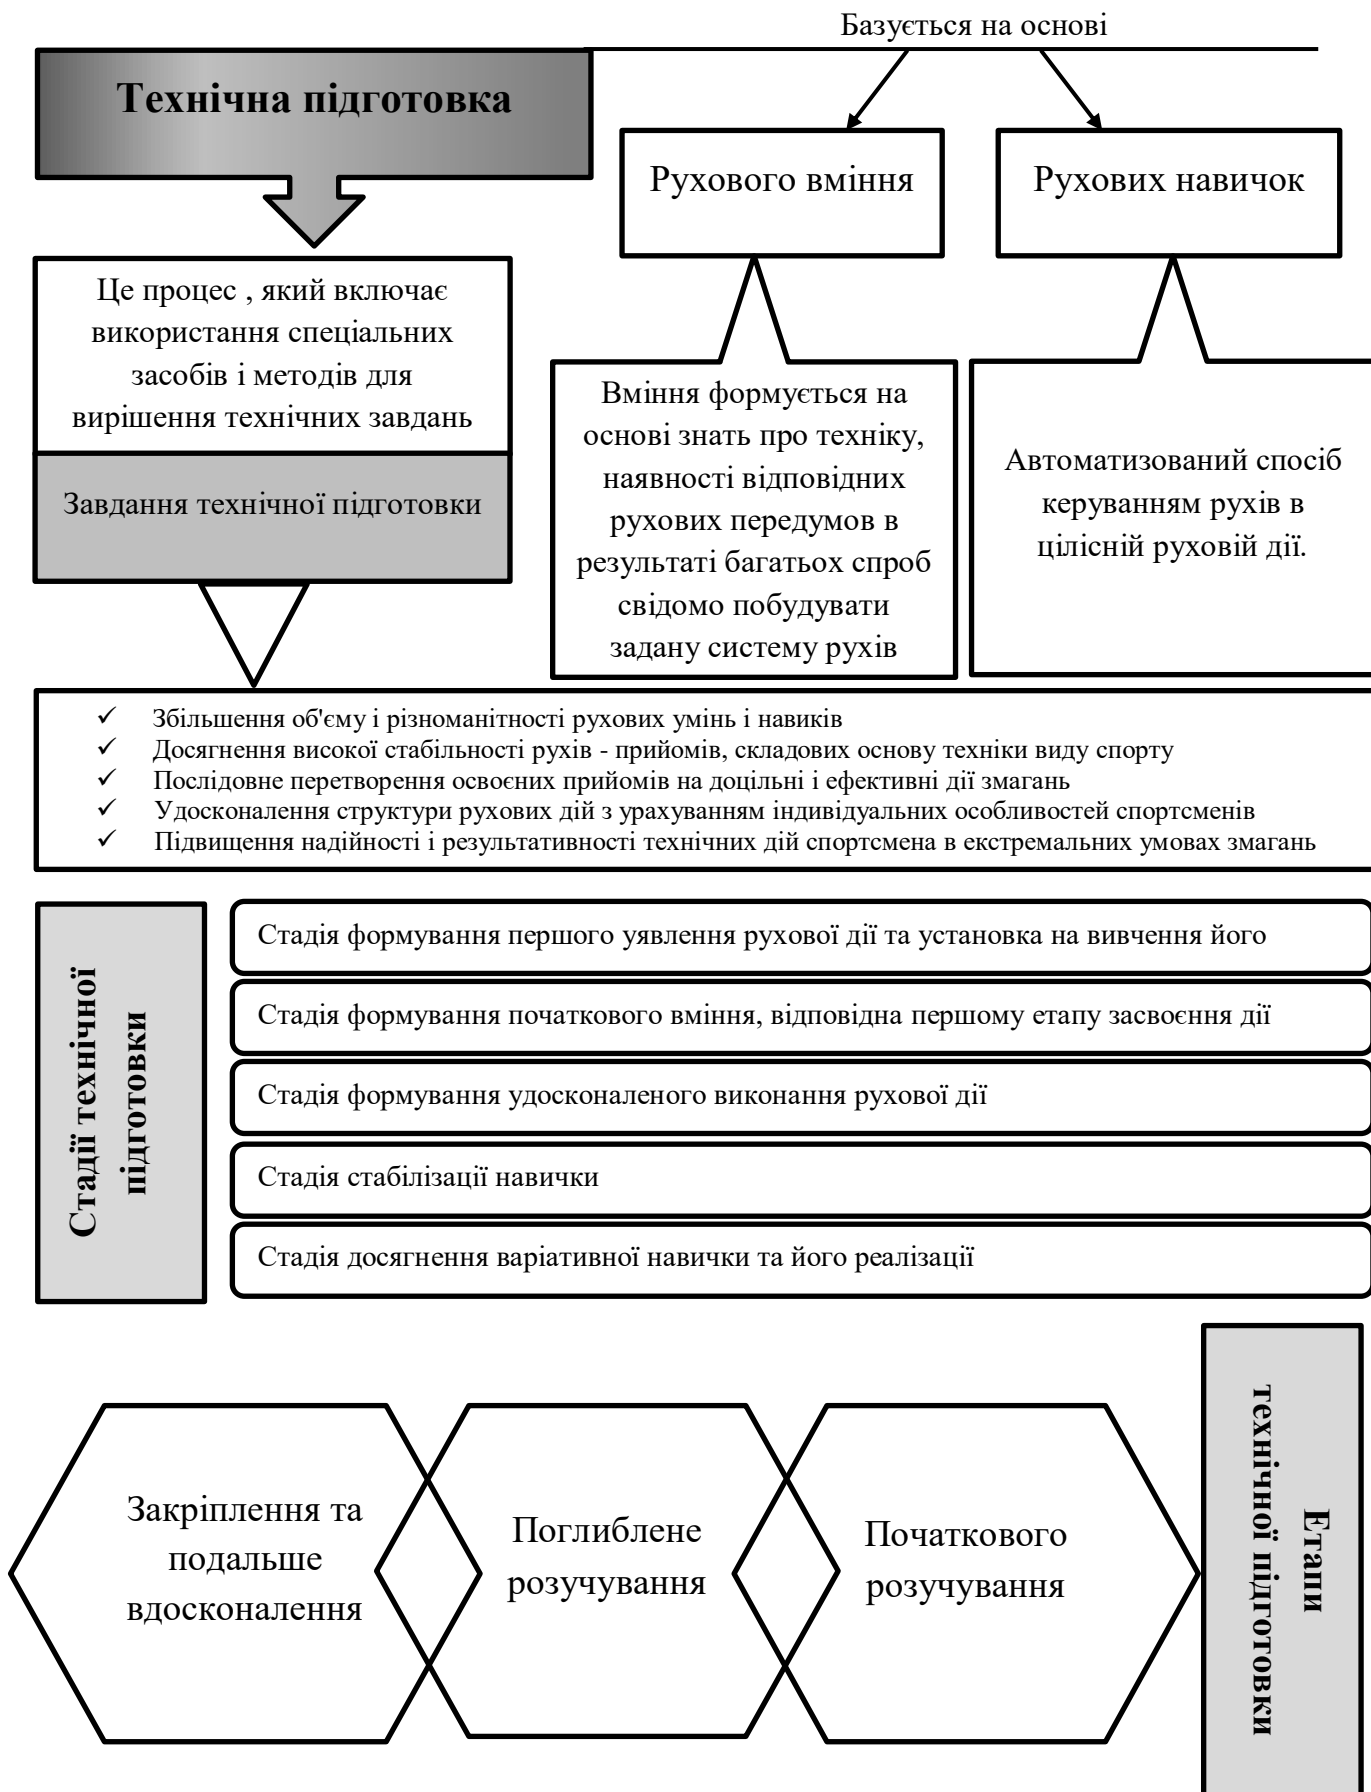 Базується на основі
Технічна підготовка
Рухового вміння
Рухових навичок
Це процес , який включає
використання спеціальних
засобів і методів для
вирішення технічних завдань
Завдання технічної підготовки
Вміння формується на
основі знать про техніку,
наявності відповідних
рухових передумов в
результаті багатьох спроб
свідомо побудувати
задану систему рухів
Автоматизований спосіб
керуванням рухів в
цілісній руховій дії.
✓ Збільшення об'єму і різноманітності рухових умінь і навиків
✓ Досягнення високої стабільності рухів - прийомів, складових основу техніки виду спорту
✓ Послідовне перетворення освоєних прийомів на доцільні і ефективні дії змагань
✓ Удосконалення структури рухових дій з урахуванням індивідуальних особливостей спортсменів
✓ Підвищення надійності і результативності технічних дій спортсмена в екстремальних умовах змагань
Стадії технічної
підготовки
Стадія формування першого уявлення рухової дії та установка на вивчення його
Стадія формування початкового вміння, відповідна першому етапу засвоєння дії
Стадія формування удосконаленого виконання рухової дії
Стадія стабілізації навички
Стадія досягнення варіативної навички та його реалізації
Закріплення та
подальше
вдосконалення
Поглиблене
розучування
Початкового
розучування
Етапи
технічної підготовки